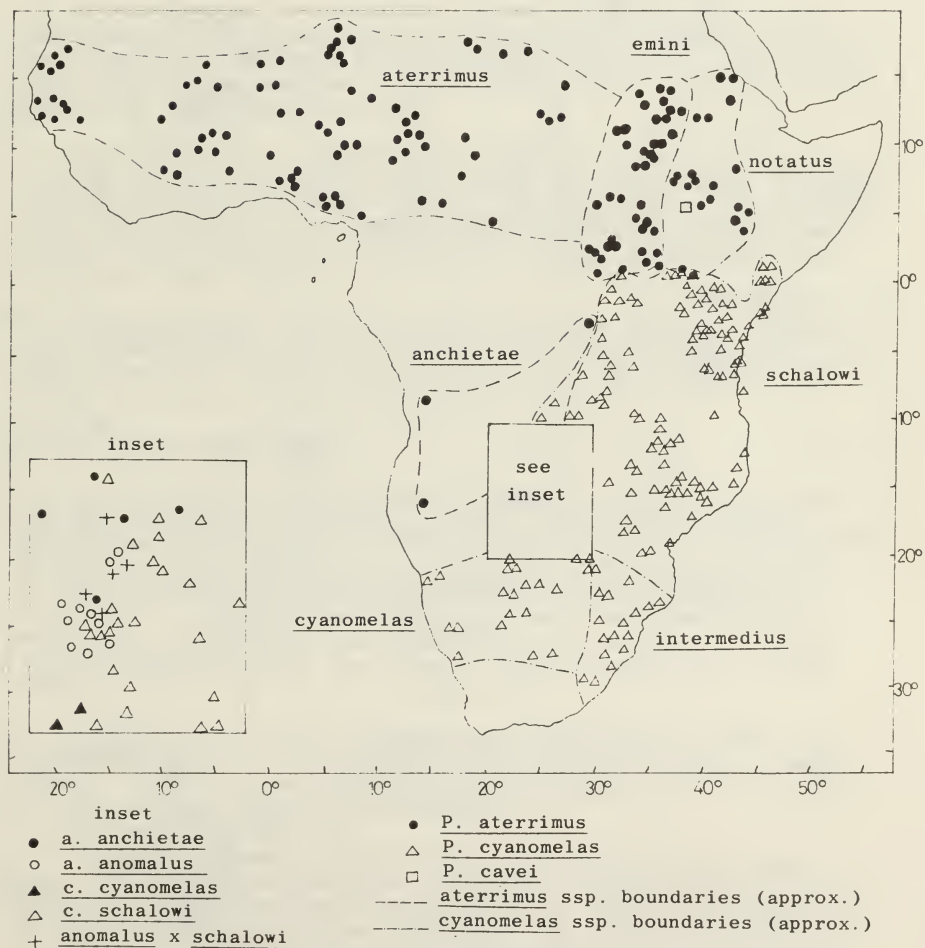 emini
aterrimus
10°
notatus
0°
anchietae
schalowi
10°
inset
see
inset
20°
cyanomelas
intermedius
30°
20° 10° 0° 10° 20° 30° 40° 50°
inset
● a. anchietae
○ a. anomalus
▲ c. cyanomelas
△ c. schalowi
+ anomalus x schalowi
● P. aterrimus
△ P. cyanomelas
□ P. cavei
---- aterrimus ssp. boundaries (approx.)
-·-·- cyanomelas ssp. boundaries (approx.)